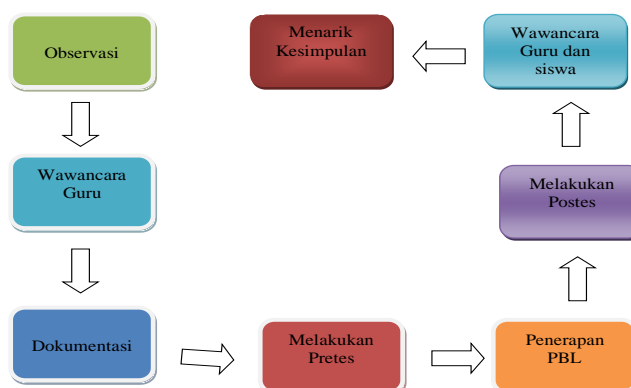 Observasi
Menarik
Kesimpulan
Wawancara
Guru dan
siswa
Wawancara
Guru
Melakukan
Postes
Dokumentasi
Melakukan
Pretes
Penerapan
PBL